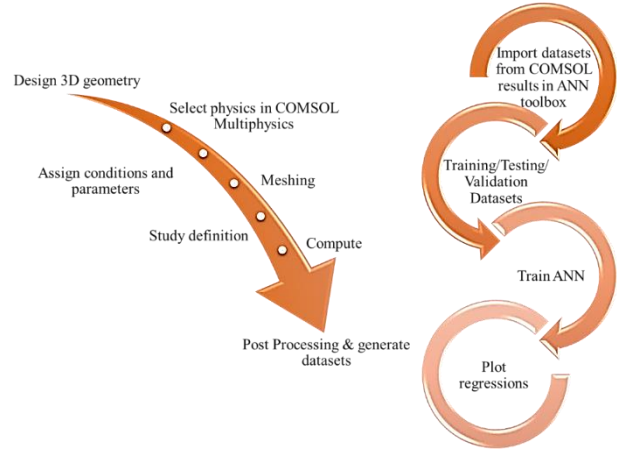 Design 3D geometry
Select physics in COMSOL
Multiphysics
Assign conditions and
parameters
Meshing
Study definition
Compute
Post Processing & generate
datasets
Import datasets
from COMSOL
results in ANN
toolbox
Training/Testing/
Validation
Datasets
Train ANN
Plot
regressions